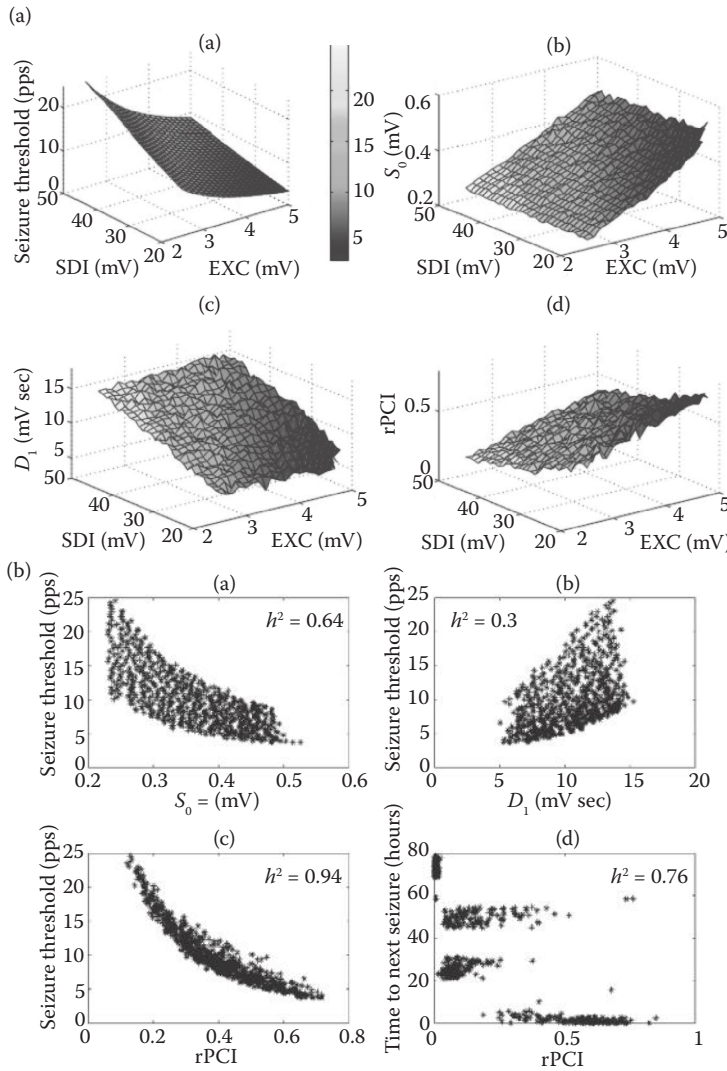 (a)
(a)
Seizure threshold (pps)
20
10
0
50
40
30
20
SDI (mV)
2
3
4
5
EXC (mV)
20
15
10
5
(b)
S₀ (mV)
0.6
0.4
0.2
50
40
30
20
SDI (mV)
2
3
4
5
EXC (mV)
(c)
D₁ (mV sec)
15
10
5
50
40
30
20
SDI (mV)
2
3
4
5
EXC (mV)
(d)
rPCI
0.5
0
50
40
30
20
SDI (mV)
2
3
4
5
EXC (mV)
(b)
(a)
Seizure threshold (pps)
25
20
15
10
5
0
h² = 0.64
0.2 0.3 0.4 0.5 0.6
S₀ = (mV)
(b)
Seizure threshold (pps)
25
20
15
10
5
0
h² = 0.3
0 5 10 15 20
D₁ (mV sec)
(c)
Seizure threshold (pps)
25
20
15
10
5
0
h² = 0.94
0 0.2 0.4 0.6 0.8
rPCI
(d)
Time to next seizure (hours)
80
60
40
20
0
h² = 0.76
0 0.5 1
rPCI